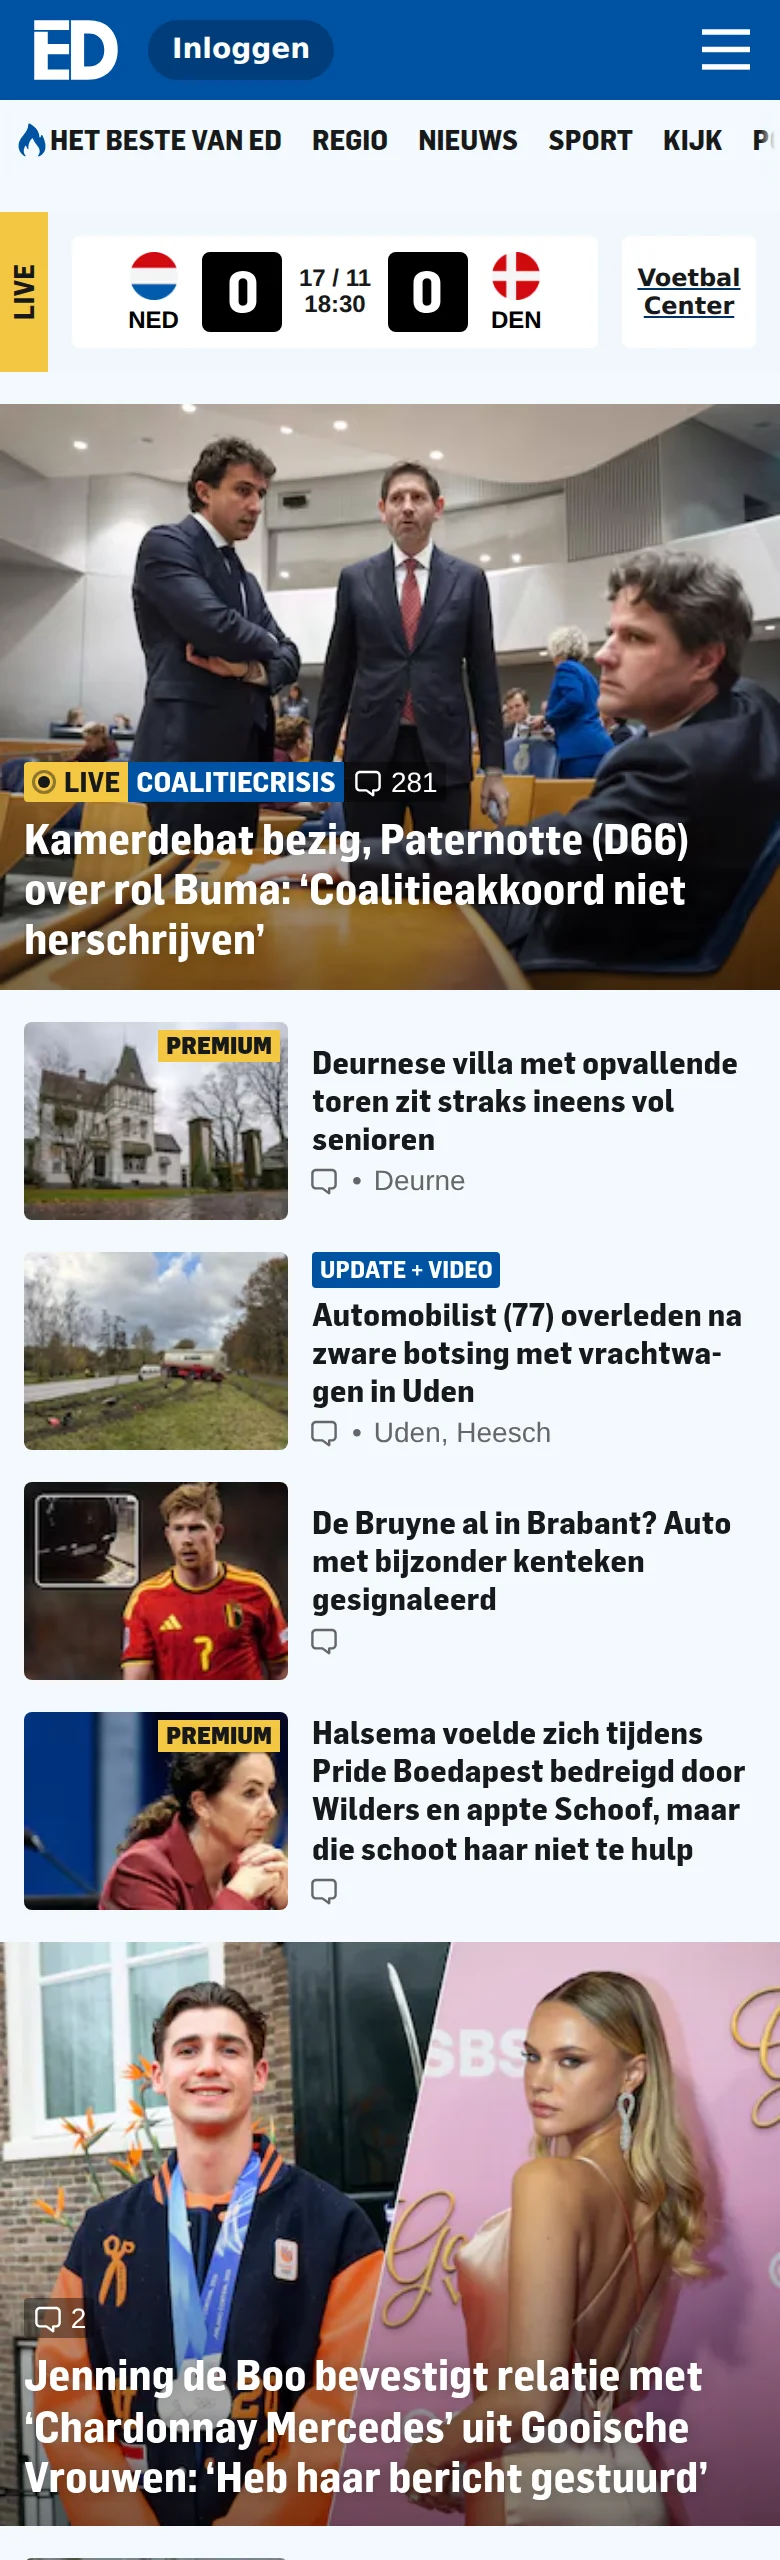 ED
Inloggen
HET BESTE VAN ED REGIO NIEUWS SPORT KIJK
LIVE
NED
0
17 / 11
18:30
0
DEN
Voetbal
Center
LIVE COALITIECRISIS 281
Kamerdebat bezig, Paternotte (D66)
over rol Buma: ‘Coalitieakkoord niet
herschrijven’
PREMIUM
Deurnese villa met opvallende
toren zit straks ineens vol
senioren
• Deurne
UPDATE + VIDEO
Automobilist (77) overleden na
zware botsing met vrachtwa-
gen in Uden
• Uden, Heesch
7
De Bruyne al in Brabant? Auto
met bijzonder kenteken
gesignaleerd
PREMIUM
Halsema voelde zich tijdens
Pride Boedapest bedreigd door
Wilders en appte Schoof, maar
die schoot haar niet te hulp
SBS
2
Jenning de Boo bevestigt relatie met
‘Chardonnay Mercedes’ uit Gooische
Vrouwen: ‘Heb haar bericht gestuurd’